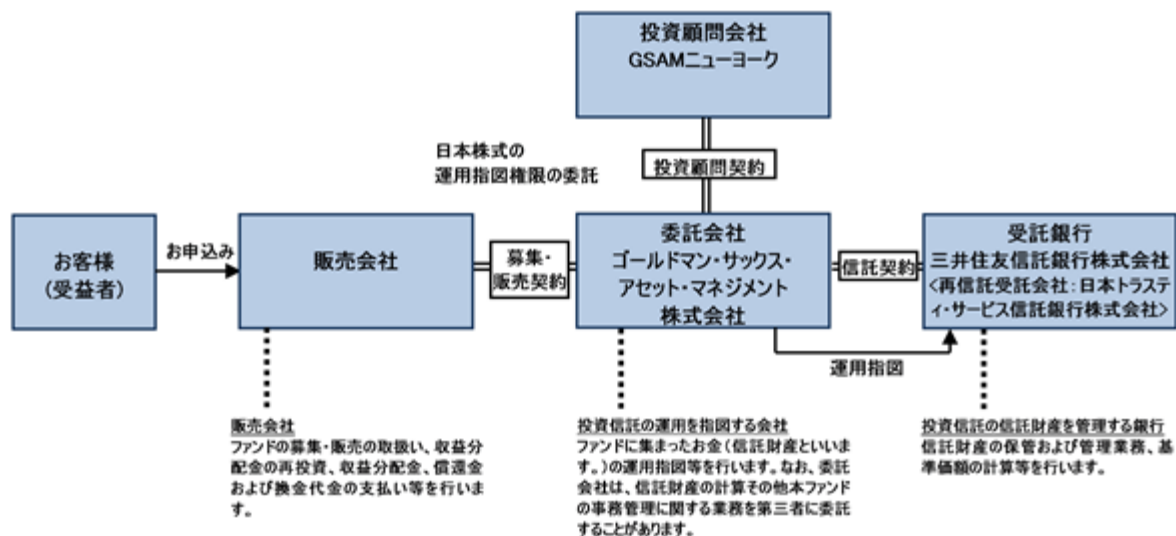 投資顧問会社
GSAMニューヨーク
日本株式の
運用指図権限の委託
投資顧問契約
お客様
(受益者)
お申込み
販売会社
募集・
販売契約
委託会社
ゴールドマン・サックス・
アセット・マネジメント
株式会社
信託契約
受託銀行
三井住友信託銀行株式会社
<再信託受託会社:日本トラスティ
・サービス信託銀行株式会社>
運用指図
販売会社
ファンドの募集・販売の取扱い、収益分
配金の再投資、収益分配金、償還金
および換金代金の支払い等を行いま
す。
投資信託の運用を指図する会社
ファンドに集まったお金(信託財産といいま
す。)の運用指図等を行います。なお、委託
会社は、信託財産の計算その他本ファンド
の事務管理に関する業務を第三者に委託
することがあります。
投資信託の信託財産を管理する銀行
信託財産の保管および管理業務、基
準価額の計算等を行います。